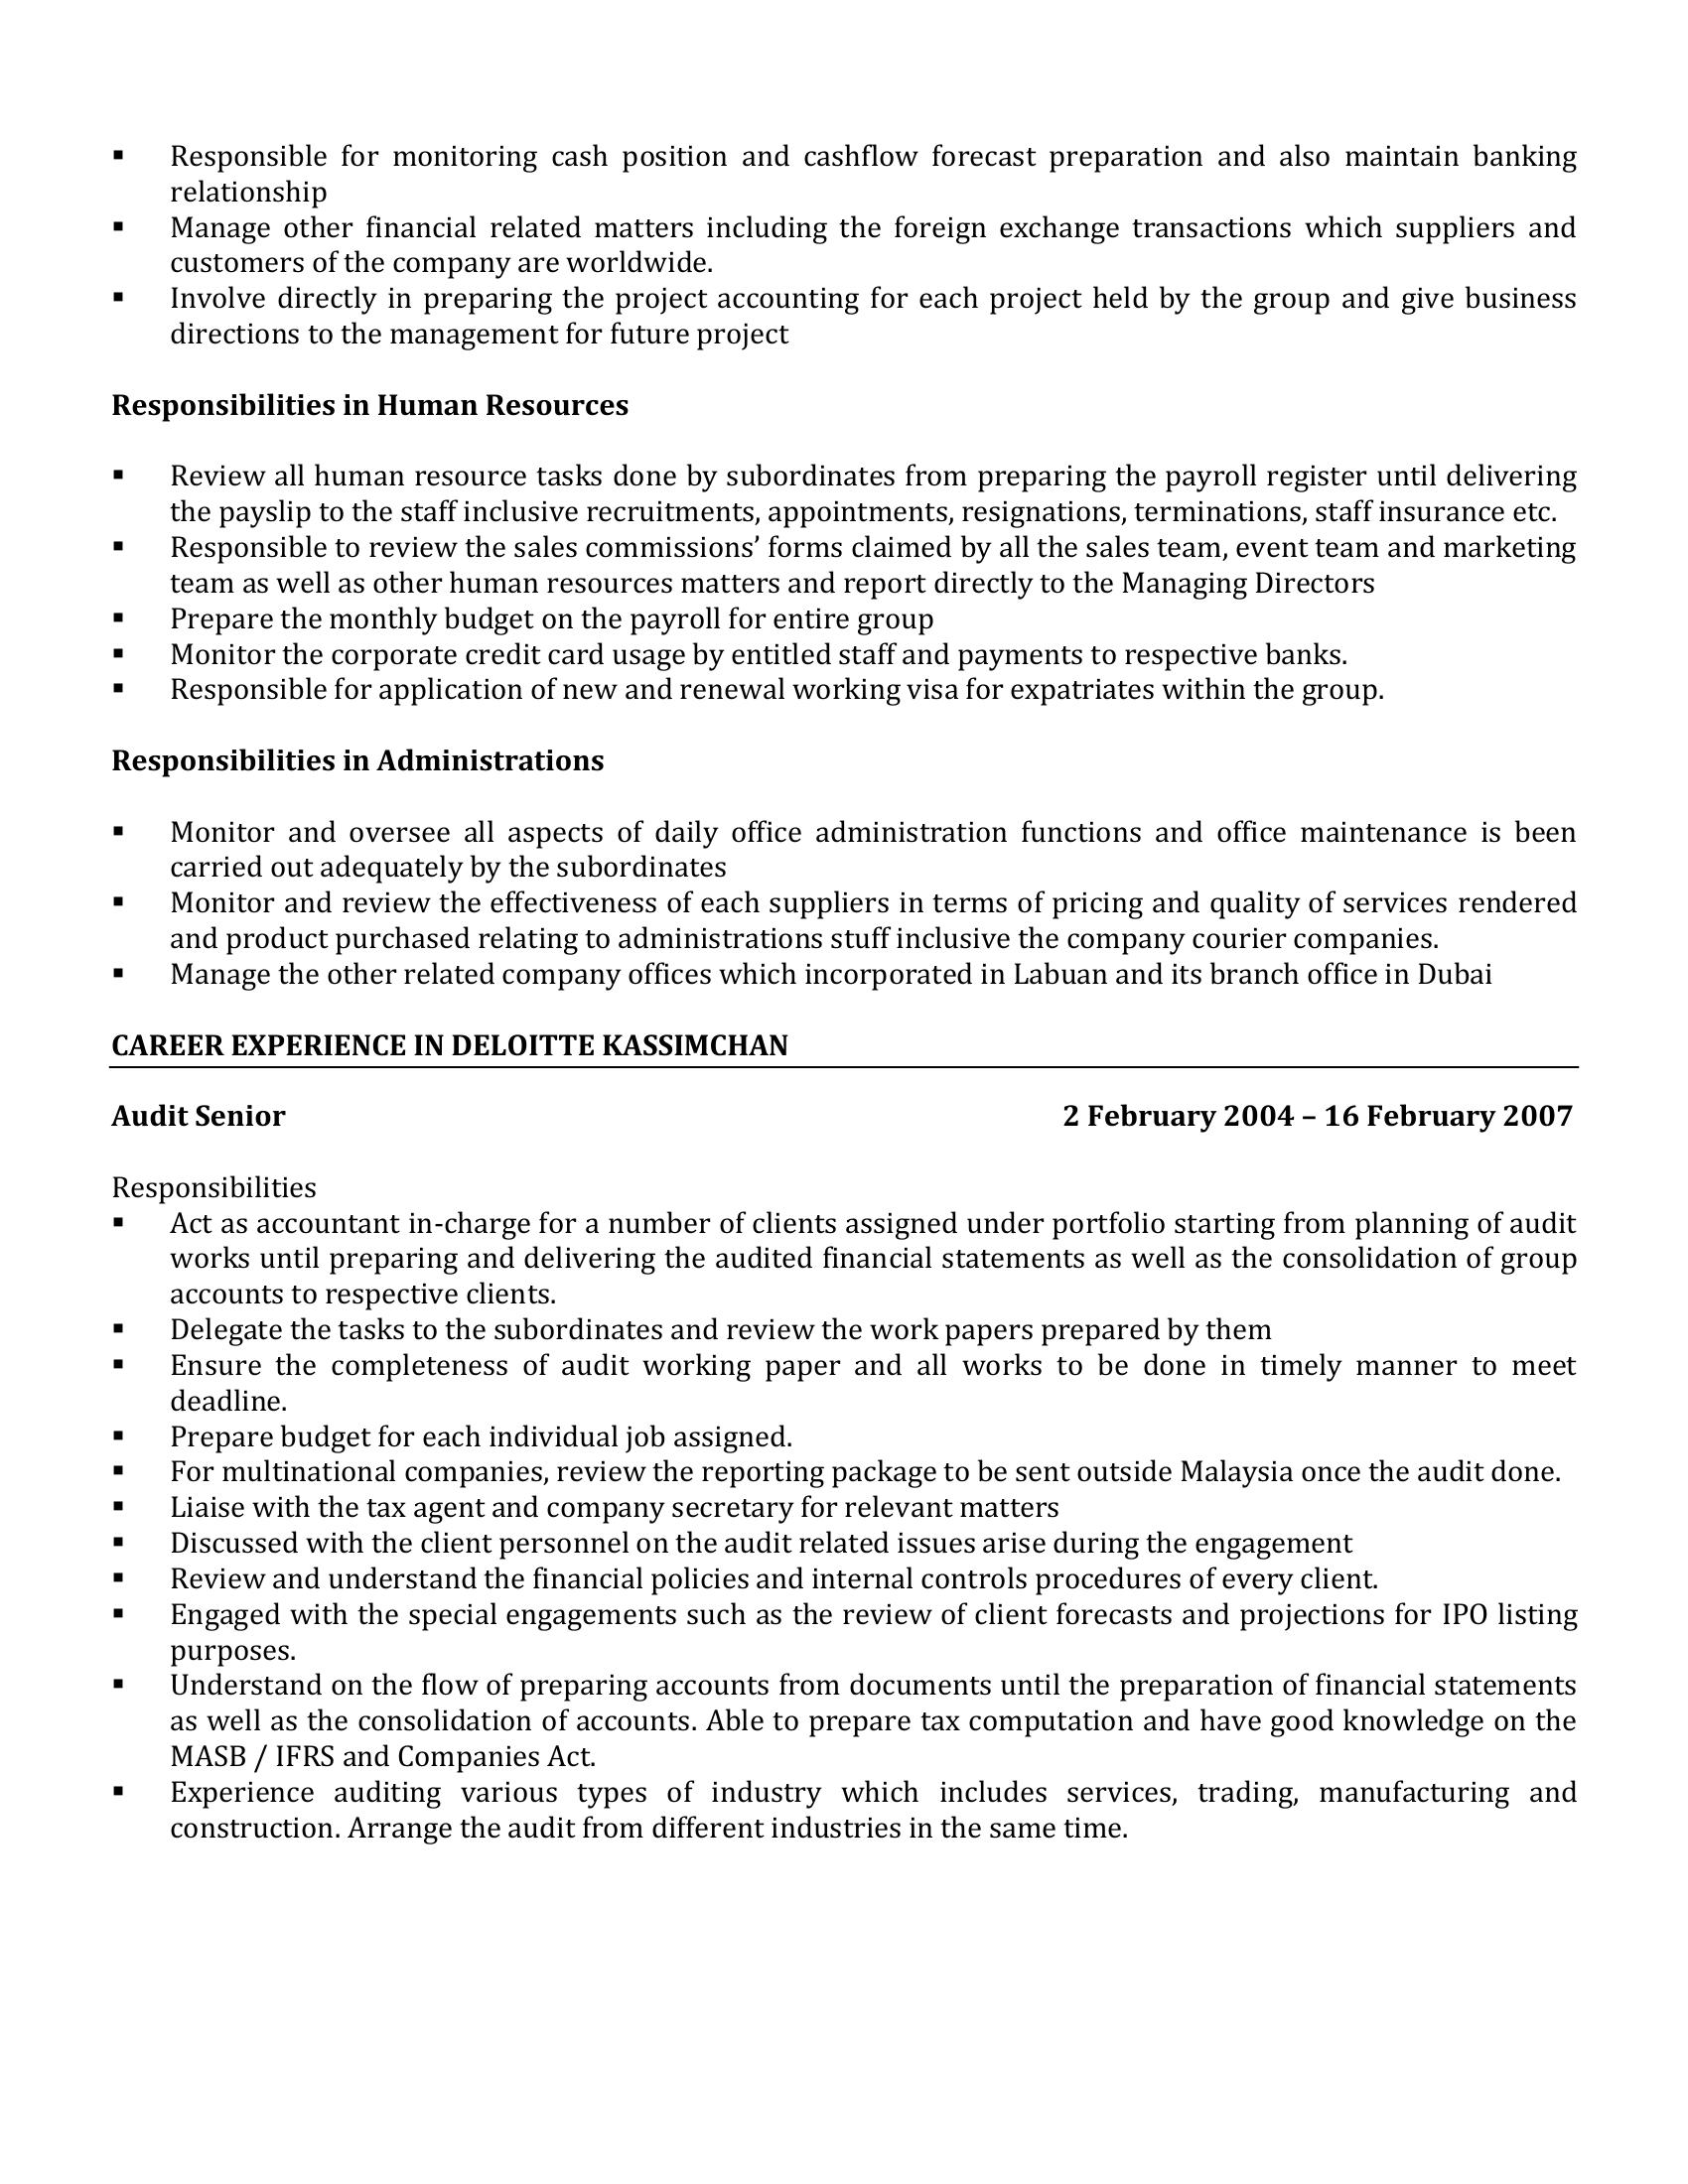 ▪ Responsible for monitoring cash position and cashflow forecast preparation and also maintain banking
relationship
▪ Manage other financial related matters including the foreign exchange transactions which suppliers and
customers of the company are worldwide.
▪ Involve directly in preparing the project accounting for each project held by the group and give business
directions to the management for future project
Responsibilities in Human Resources
▪ Review all human resource tasks done by subordinates from preparing the payroll register until delivering
the payslip to the staff inclusive recruitments, appointments, resignations, terminations, staff insurance etc.
▪ Responsible to review the sales commissions’ forms claimed by all the sales team, event team and marketing
team as well as other human resources matters and report directly to the Managing Directors
▪ Prepare the monthly budget on the payroll for entire group
▪ Monitor the corporate credit card usage by entitled staff and payments to respective banks.
▪ Responsible for application of new and renewal working visa for expatriates within the group.
Responsibilities in Administrations
▪ Monitor and oversee all aspects of daily office administration functions and office maintenance is been
carried out adequately by the subordinates
▪ Monitor and review the effectiveness of each suppliers in terms of pricing and quality of services rendered
and product purchased relating to administrations stuff inclusive the company courier companies.
▪ Manage the other related company offices which incorporated in Labuan and its branch office in Dubai
CAREER EXPERIENCE IN DELOITTE KASSIMCHAN
Audit Senior 2 February 2004 – 16 February 2007
Responsibilities
▪ Act as accountant in-charge for a number of clients assigned under portfolio starting from planning of audit
works until preparing and delivering the audited financial statements as well as the consolidation of group
accounts to respective clients.
▪ Delegate the tasks to the subordinates and review the work papers prepared by them
▪ Ensure the completeness of audit working paper and all works to be done in timely manner to meet
deadline.
▪ Prepare budget for each individual job assigned.
▪ For multinational companies, review the reporting package to be sent outside Malaysia once the audit done.
▪ Liaise with the tax agent and company secretary for relevant matters
▪ Discussed with the client personnel on the audit related issues arise during the engagement
▪ Review and understand the financial policies and internal controls procedures of every client.
▪ Engaged with the special engagements such as the review of client forecasts and projections for IPO listing
purposes.
▪ Understand on the flow of preparing accounts from documents until the preparation of financial statements
as well as the consolidation of accounts. Able to prepare tax computation and have good knowledge on the
MASB / IFRS and Companies Act.
▪ Experience auditing various types of industry which includes services, trading, manufacturing and
construction. Arrange the audit from different industries in the same time.